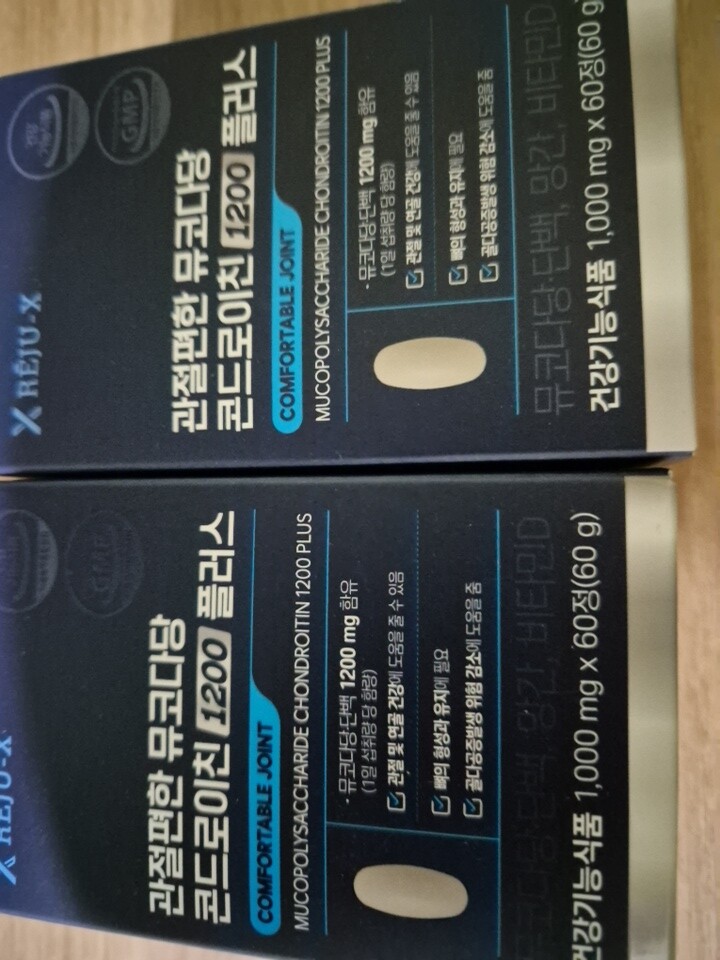 REJU-X
GMP
관절편한 뮤코다당
콘드로이친 1200 플러스
COMFORTABLE JOINT
MUCOPOLYSACCHARIDE CHONDROITIN 1200 PLUS
· 뮤코다당·단백 1200 mg 함유
(1일 섭취량 당 함량)
관절 및 연골 건강에 도움을 줄 수 있음
뼈의 형성과 유지에 필요
골다공증발생 위험 감소에 도움을 줌
뮤코다당·단백, 망간, 비타민D
건강기능식품 1,000 mg x 60정(60 g)
REJU-X
GMP
관절편한 뮤코다당
콘드로이친 1200 플러스
COMFORTABLE JOINT
MUCOPOLYSACCHARIDE CHONDROITIN 1200 PLUS
· 뮤코다당·단백 1200 mg 함유
(1일 섭취량 당 함량)
관절 및 연골 건강에 도움을 줄 수 있음
뼈의 형성과 유지에 필요
골다공증발생 위험 감소에 도움을 줌
뮤코다당·단백, 망간, 비타민D
건강기능식품 1,000 mg x 60정(60 g)